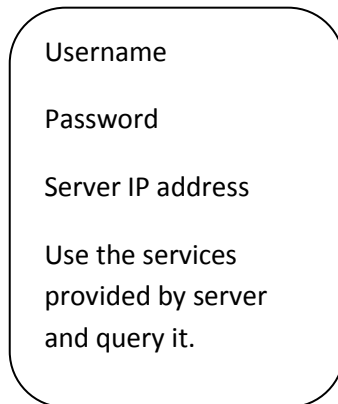 Username
Password
Server IP address
Use the services
provided by server
and query it.